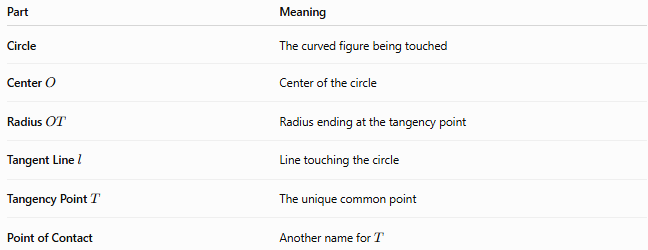 Part Meaning
Circle The curved figure being touched
Center O Center of the circle
Radius OT Radius ending at the tangency point
Tangent Line l Line touching the circle
Tangency Point T The unique common point
Point of Contact Another name for T